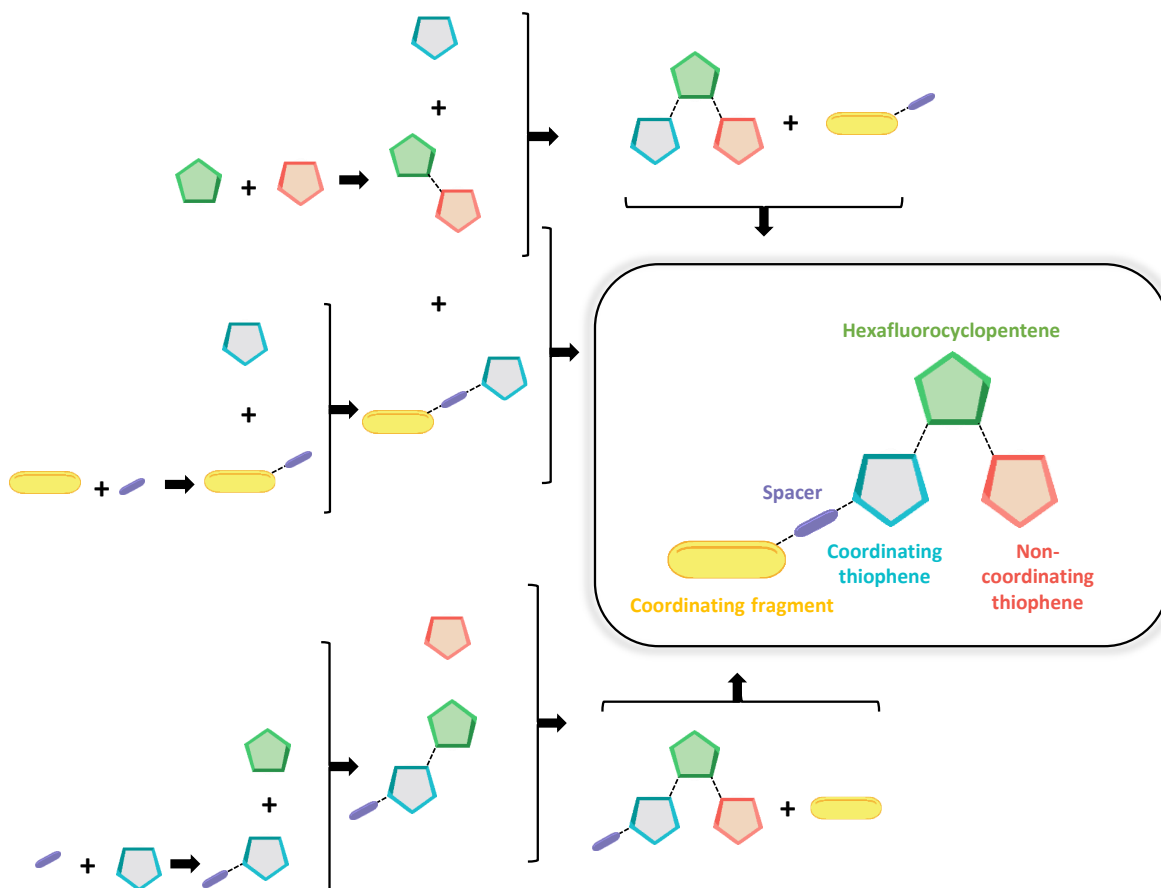 +
+
+
+
Hexafluorocyclopentene
+
+
+
Spacer
Coordinating
thiophene
Non-
coordinating
thiophene
Coordinating fragment
+
+
+